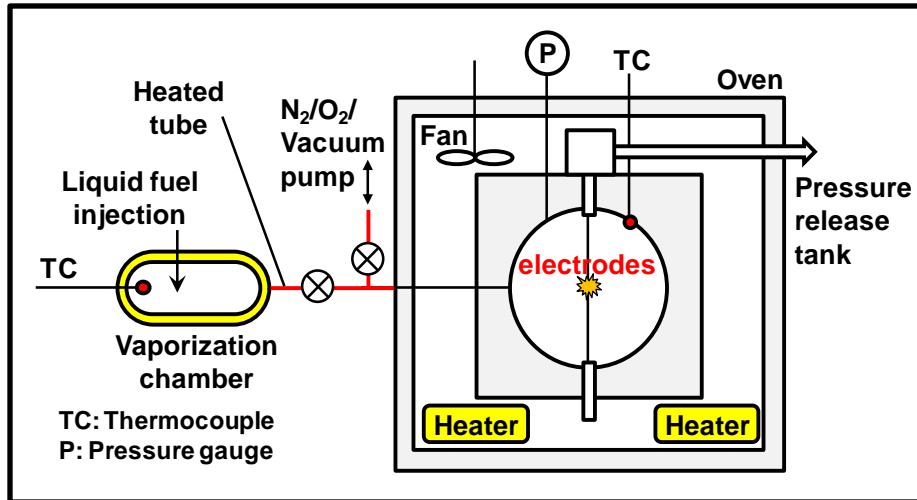 P
TC
Oven
Heated
tube
N₂/O₂/
Vacuum
pump
Fan
Liquid fuel
injection
Pressure
release
tank
TC
electrodes
Vaporization
chamber
TC: Thermocouple
P: Pressure gauge
Heater
Heater